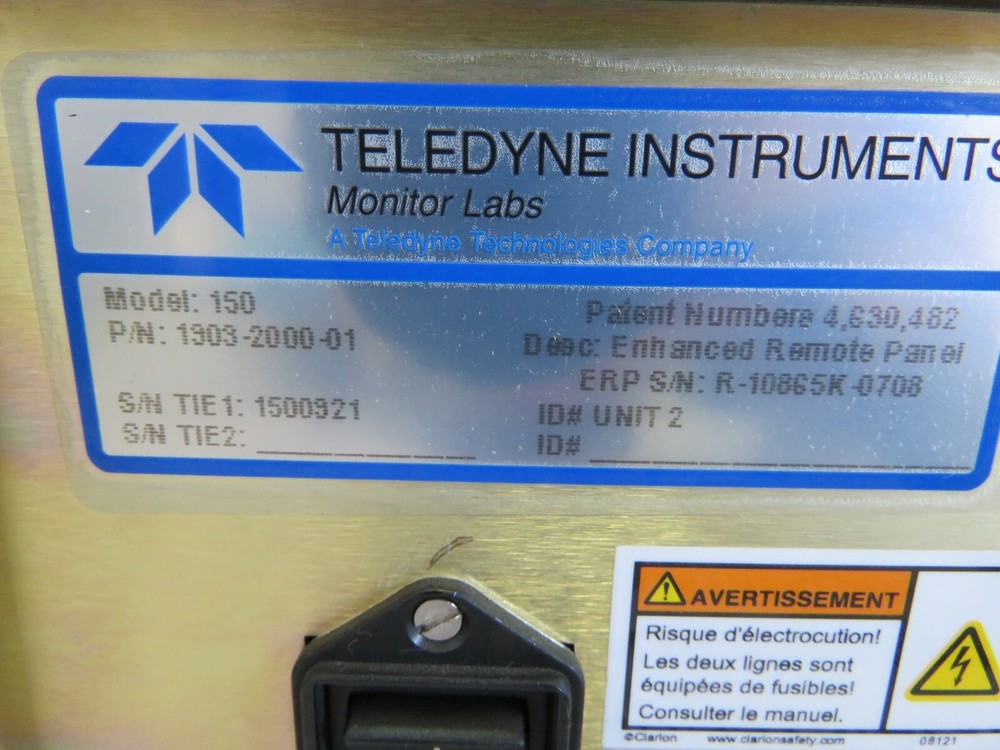 TELEDYNE INSTRUMENTS
Monitor Labs
A Teledyne Technologies Company
Model: 150
P/N: 1903-2000-01
S/N TIE1: 1500921
S/N TIE2:
Patent Numbers 4,630,482
Desc: Enhanced Remote Panel
ERP S/N: R-10865K-0708
ID# UNIT 2
ID#
AVERTISSEMENT
Risque d'électrocution!
Les deux lignes sont
équipées de fusibles!
Consulter le manuel.
©Clarion www.clarionsafety.com 08121